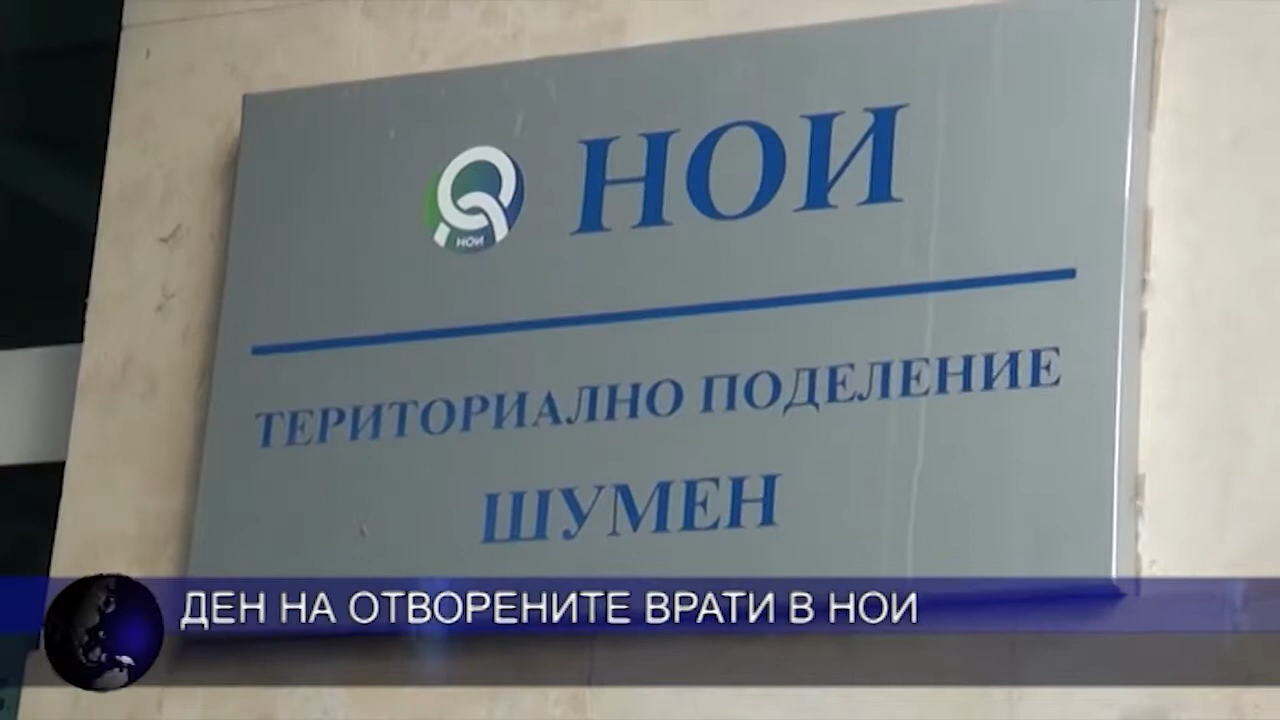 НОИ
НОИ
ТЕРИТОРИАЛНО ПОДЕЛЕНИЕ
ШУМЕН
ДЕН НА ОТВОРЕНИТЕ ВРАТИ В НОИ